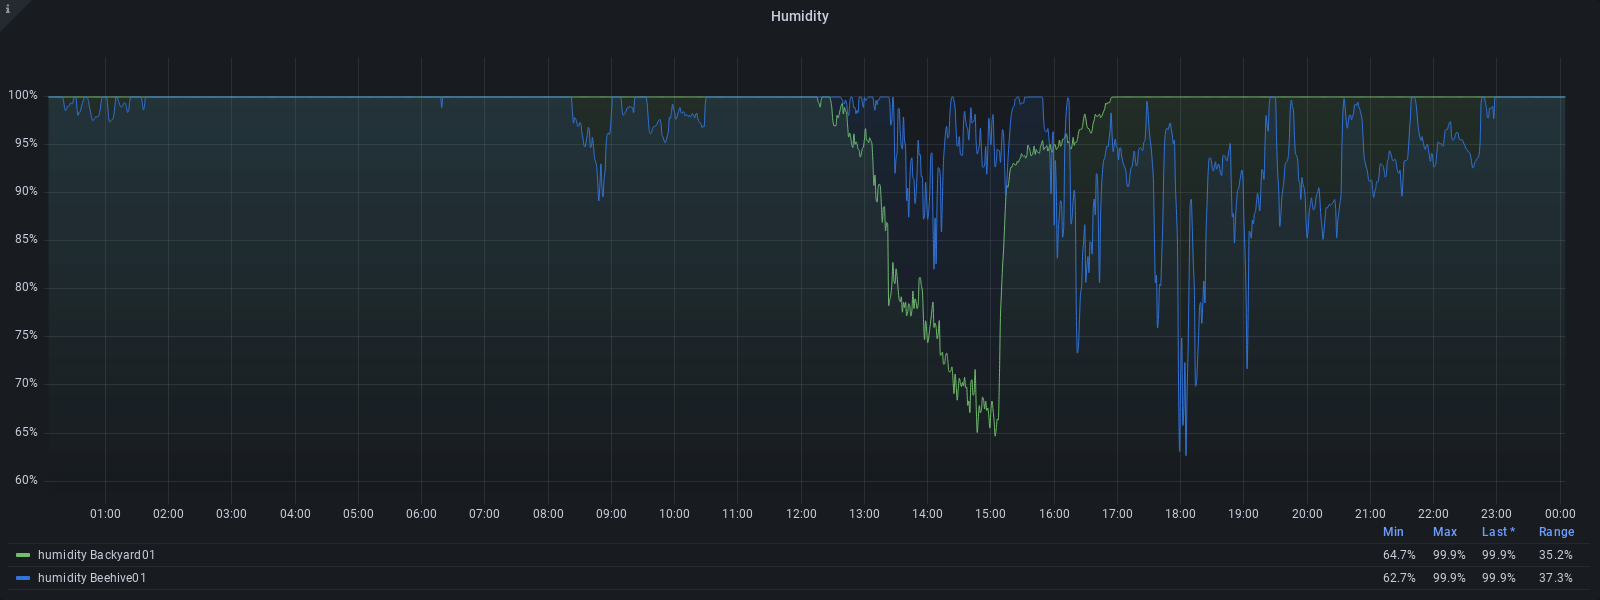 i
Humidity
100%
95%
90%
85%
80%
75%
70%
65%
60%
01:00 02:00 03:00 04:00 05:00 06:00 07:00 08:00 09:00 10:00 11:00 12:00 13:00 14:00 15:00 16:00 17:00 18:00 19:00 20:00 21:00 22:00 23:00 00:00
Min Max Last * Range
humidity Backyard01 64.7% 99.9% 99.9% 35.2%
humidity Beehive01 62.7% 99.9% 99.9% 37.3%